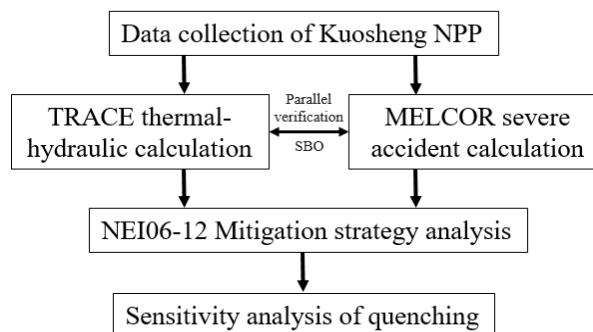 Data collection of Kuosheng NPP
TRACE thermal-
hydraulic calculation
Parallel
verification
SBO
MELCOR severe
accident calculation
NEI06-12 Mitigation strategy analysis
Sensitivity analysis of quenching